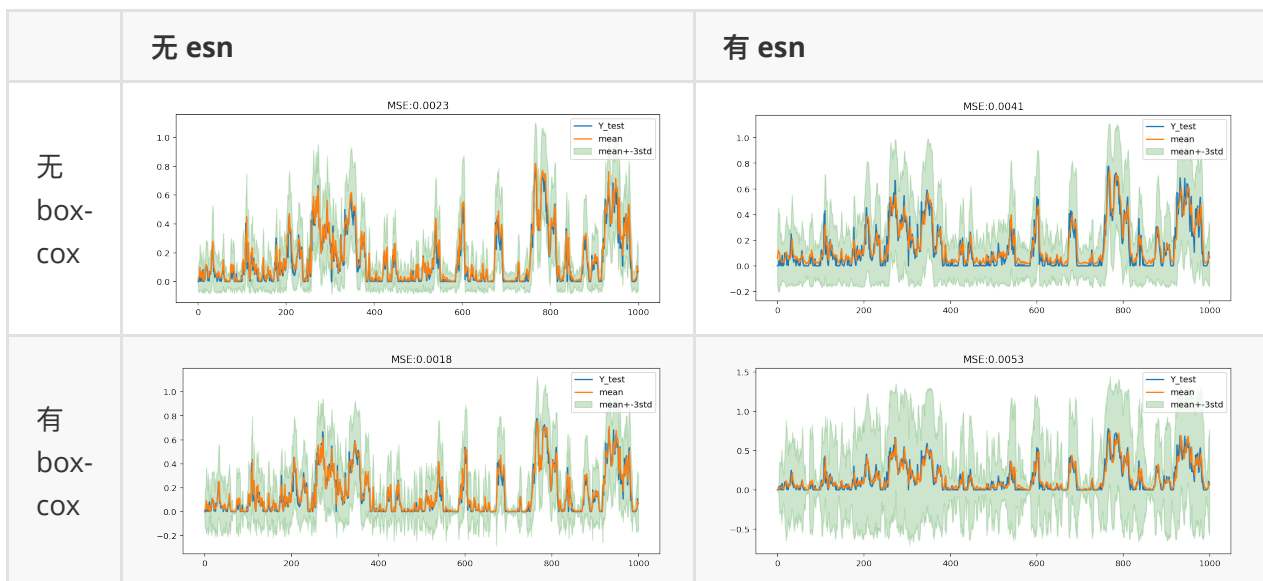 无 esn
有 esn
无
box-
cox
MSE:0.0023
Y_test
mean
mean+-3std
1.0
0.8
0.6
0.4
0.2
0.0
0
200
400
600
800
1000
MSE:0.0041
Y_test
mean
mean+-3std
1.0
0.8
0.6
0.4
0.2
0.0
−0.2
0
200
400
600
800
1000
有
box-
cox
MSE:0.0018
Y_test
mean
mean+-3std
1.0
0.8
0.6
0.4
0.2
0.0
−0.2
0
200
400
600
800
1000
MSE:0.0053
Y_test
mean
mean+-3std
1.5
1.0
0.5
0.0
−0.5
0
200
400
600
800
1000